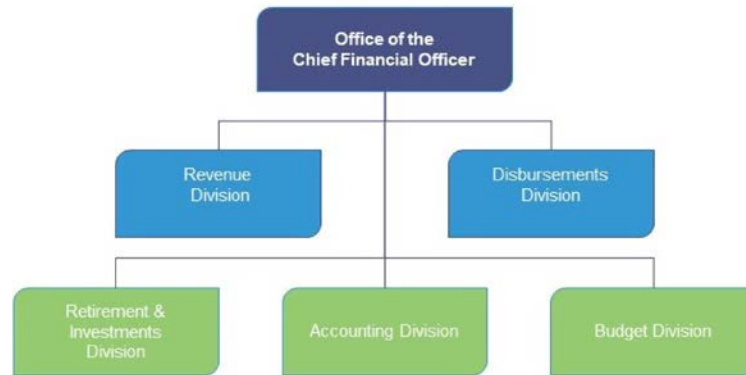 Office of the
Chief Financial Officer
Revenue
Division
Disbursements
Division
Retirement &
Investments
Division
Accounting Division
Budget Division